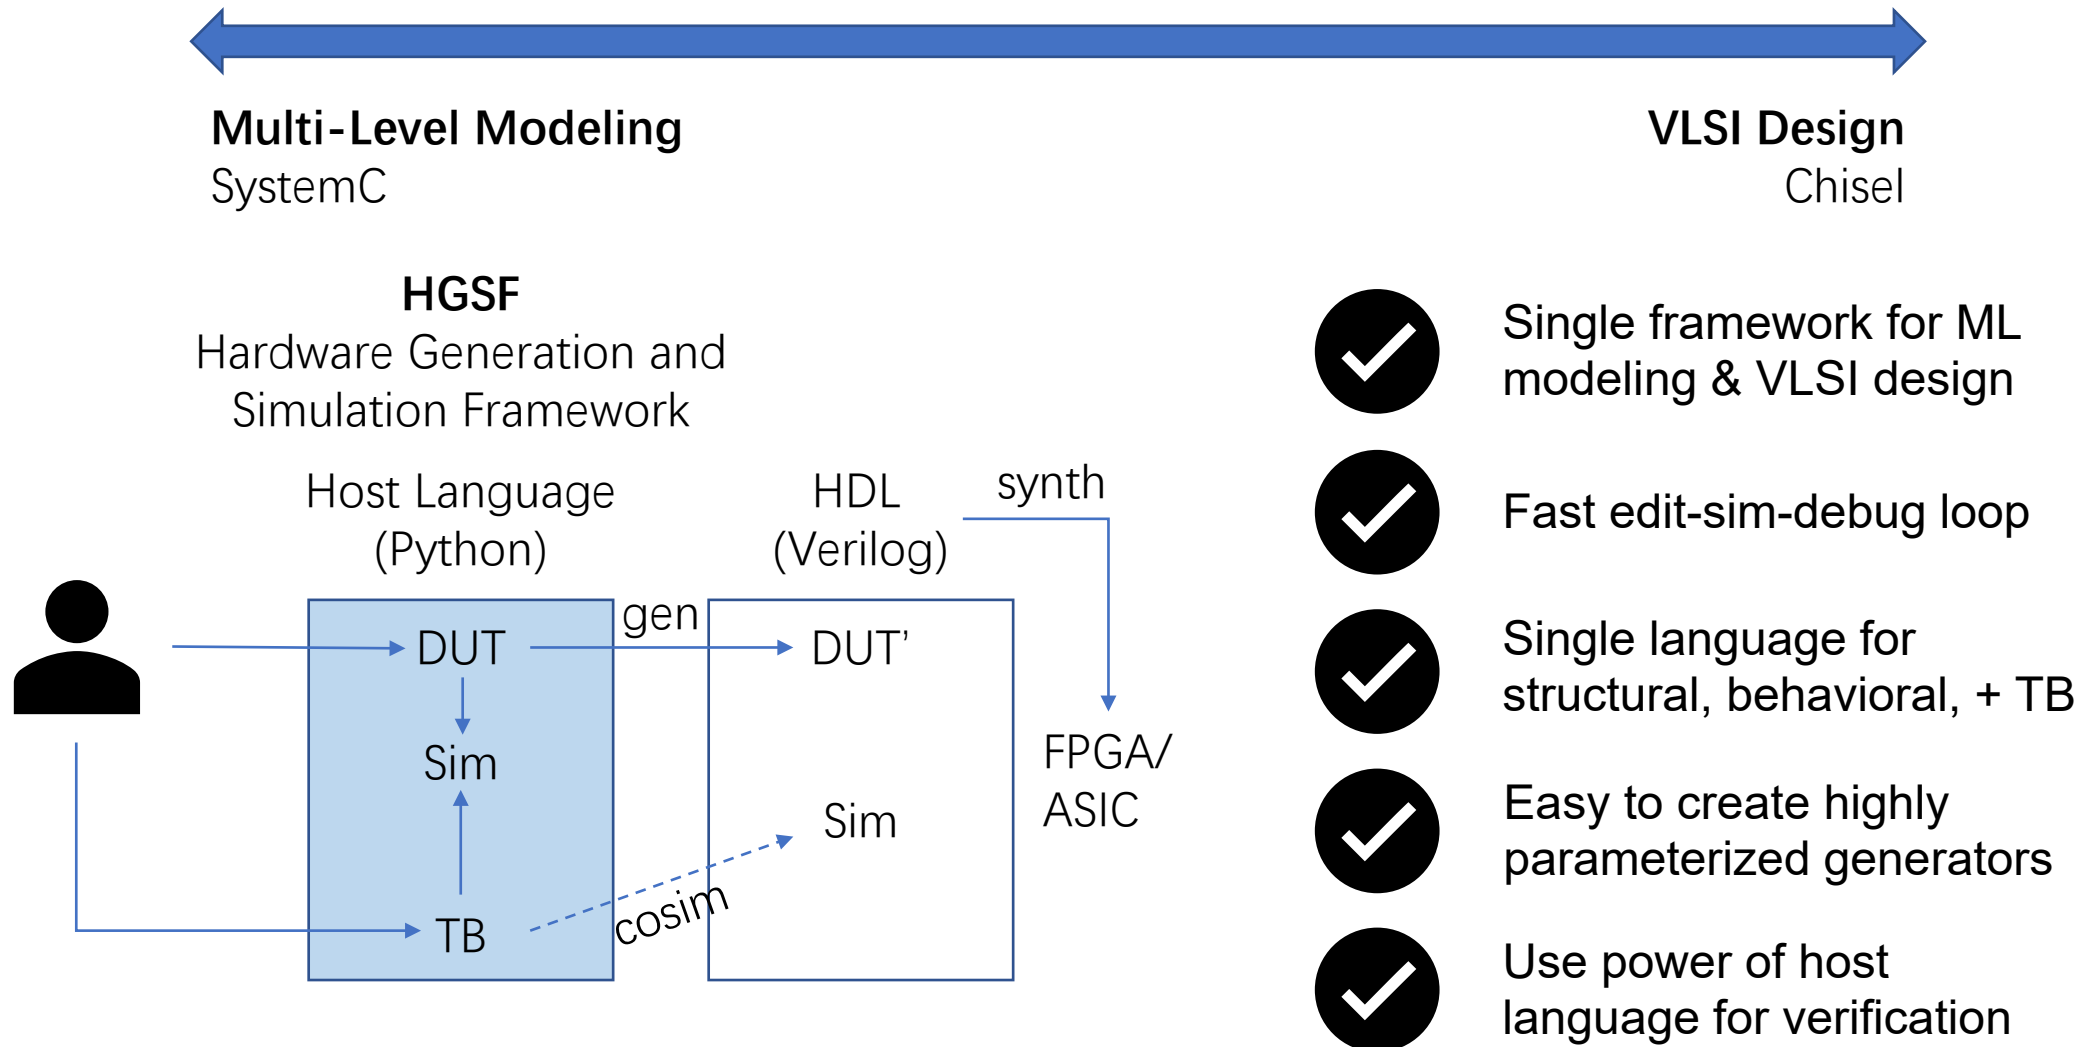 Multi-Level Modeling
SystemC
VLSI Design
Chisel
HGSF
Hardware Generation and
Simulation Framework
Host Language
(Python)
HDL
(Verilog)
synth
DUT
gen
DUT’
Sim
Sim
TB
cosim
FPGA/
ASIC
Single framework for ML
modeling & VLSI design
Fast edit-sim-debug loop
Single language for
structural, behavioral, + TB
Easy to create highly
parameterized generators
Use power of host
language for verification